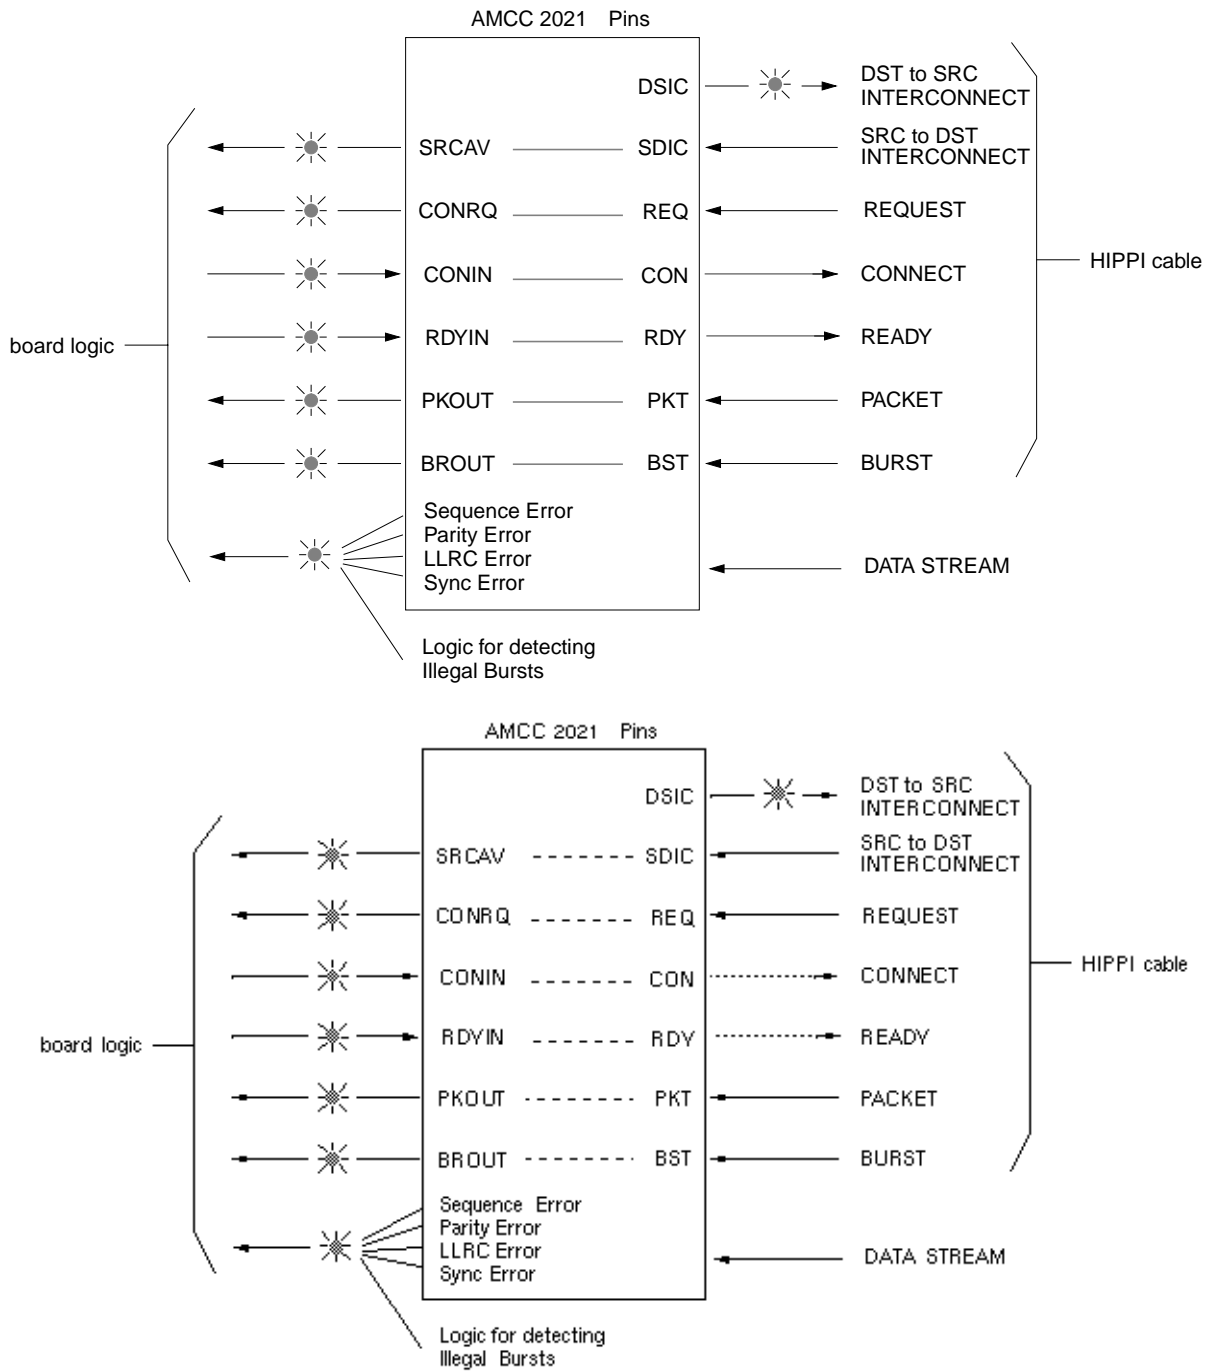 AMCC 2021 Pins
DSIC
DST to SRC
INTERCONNECT
SRCAV
SDIC
SRC to DST
INTERCONNECT
CONRQ
REQ
REQUEST
CONIN
CON
CONNECT
HIPPI cable
RDYIN
RDY
READY
board logic
PKOUT
PKT
PACKET
BROUT
BST
BURST
Sequence Error
Parity Error
LLRC Error
Sync Error
DATA STREAM
Logic for detecting
Illegal Bursts
AMCC 2021 Pins
DSIC
DST to SRC
INTERCONNECT
SRCAV
SDIC
SRC to DST
INTERCONNECT
CONRQ
REQ
REQUEST
CONIN
CON
CONNECT
HIPPI cable
RDYIN
RDY
READY
board logic
PKOUT
PKT
PACKET
BROUT
BST
BURST
Sequence Error
Parity Error
LLRC Error
Sync Error
DATA STREAM
Logic for detecting
Illegal Bursts